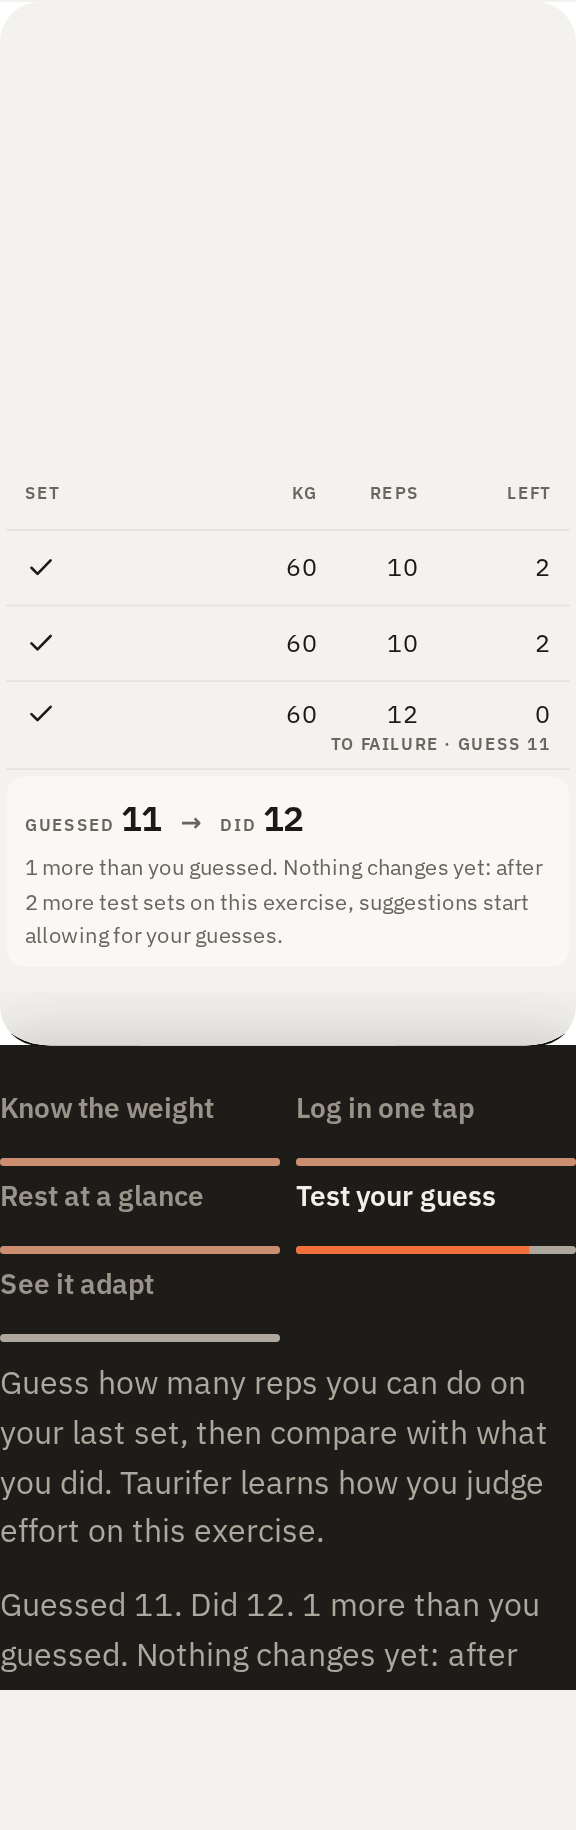 SET KG REPS LEFT
60 10 2
60 10 2
60 12 0
TO FAILURE · GUESS 11
GUESSED 11 → DID 12
1 more than you guessed. Nothing changes yet: after
2 more test sets on this exercise, suggestions start
allowing for your guesses.
Know the weight
Log in one tap
Rest at a glance
Test your guess
See it adapt
Guess how many reps you can do on
your last set, then compare with what
you did. Taurifer learns how you judge
effort on this exercise.
Guessed 11. Did 12. 1 more than you
guessed. Nothing changes yet: after